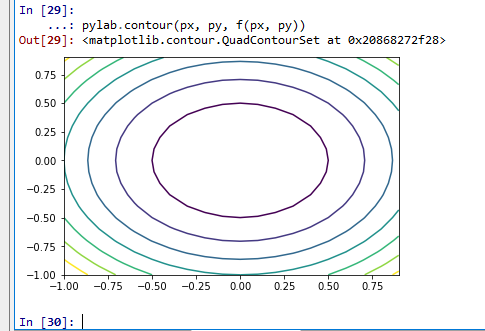 In [29]:
...: pylab.contour(px, py, f(px, py))
Out[29]: <matplotlib.contour.QuadContourSet at 0x20868272f28>
0.75
0.50
0.25
0.00
−0.25
−0.50
−0.75
−1.00
−1.00 −0.75 −0.50 −0.25 0.00 0.25 0.50 0.75
In [30]: